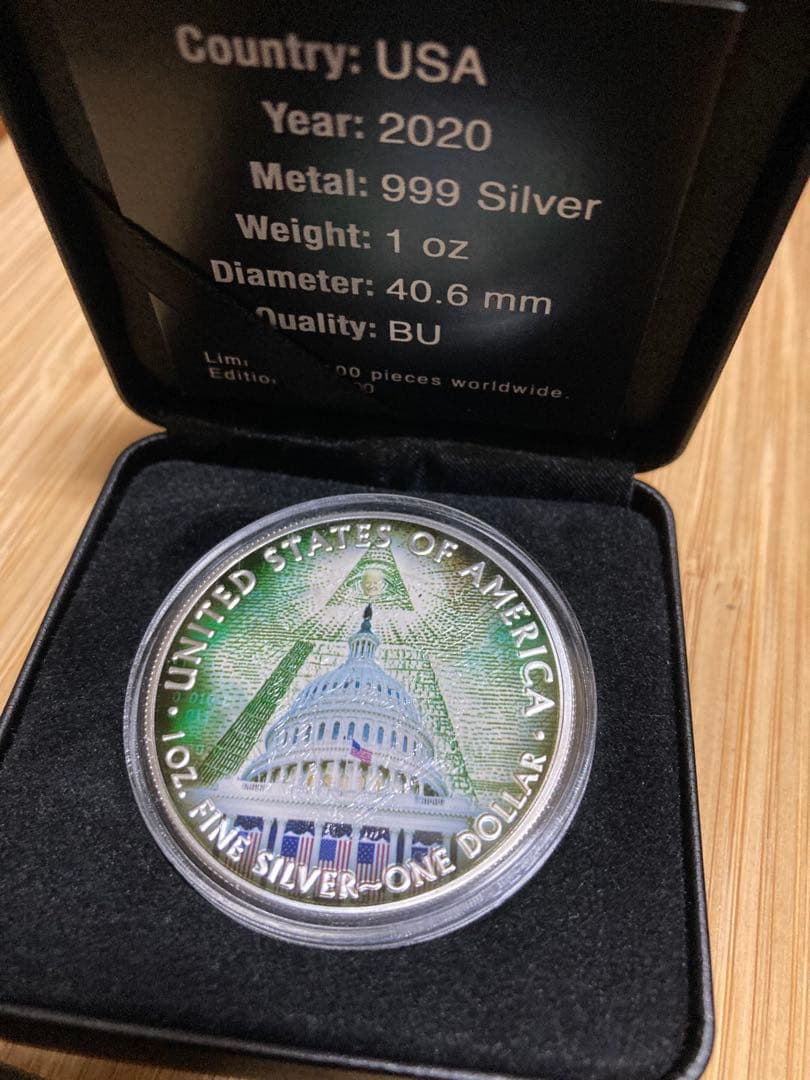 Country: USA
Year: 2020
Metal: 999 Silver
Weight: 1 oz
Diameter: 40.6 mm
Quality: BU
pieces worldwide.
UNITED STATES OF AMERICA
1 OZ. FINE SILVER~ONE DOLLAR